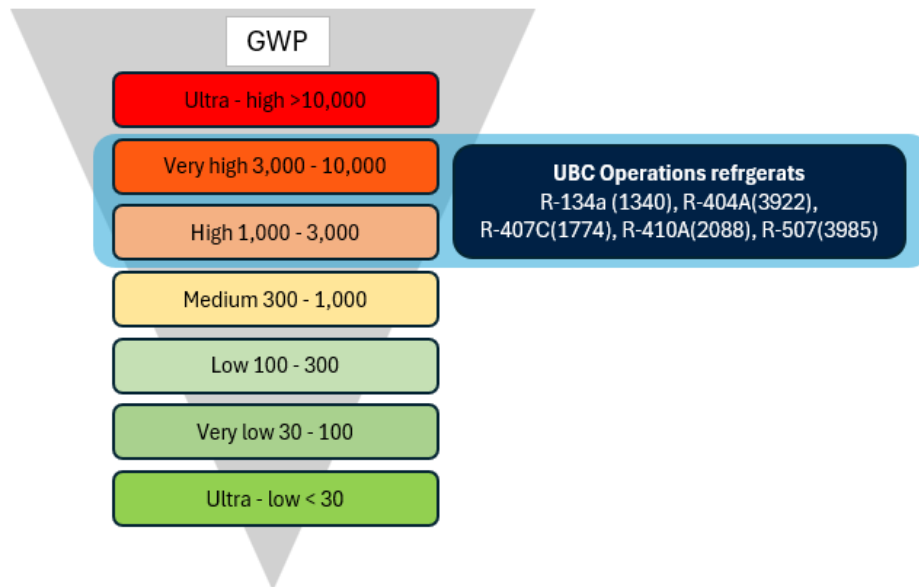 GWP
Ultra - high >10,000
Very high 3,000 - 10,000
High 1,000 - 3,000
Medium 300 - 1,000
Low 100 - 300
Very low 30 - 100
Ultra - low < 30
UBC Operations refrgerats
R-134a (1340), R-404A(3922),
R-407C(1774), R-410A(2088), R-507(3985)